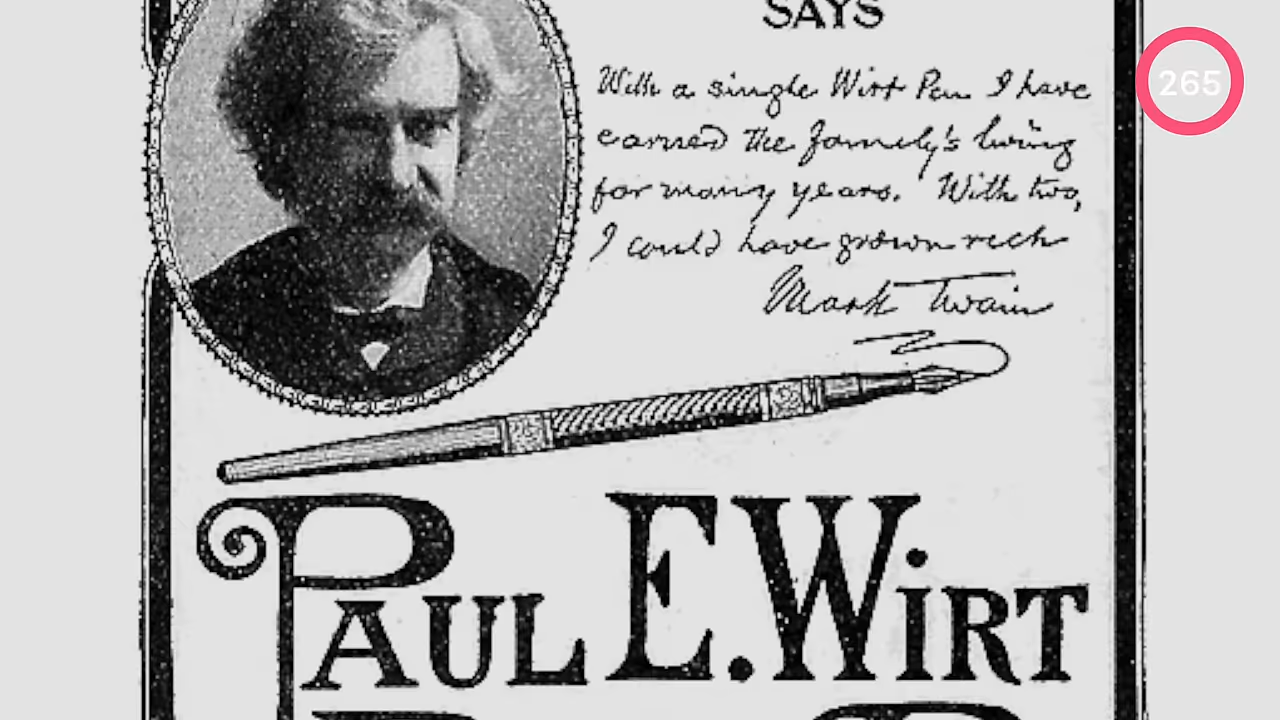 SAYS
265
With a single Wirt Pen I have
earned the family's living
for many years. With two,
I could have grown rich
Mark Twain
PAUL E. WIRT